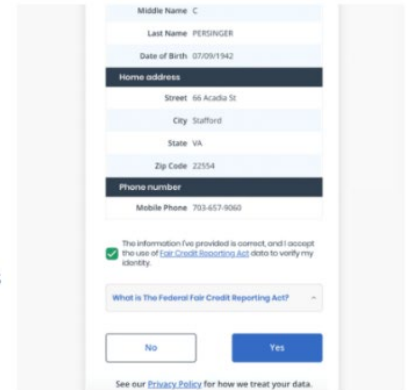 Middle Name C
Last Name PERSINGER
Date of Birth 07/09/1942
Home address
Street 66 Acadia St
City Stafford
State VA
Zip Code 22554
Phone number
Mobile Phone 703-657-9060
The information I've provided is correct, and I accept
the use of Fair Credit Reporting Act data to verify my
identity.
What is The Federal Fair Credit Reporting Act?
No
Yes
See our Privacy Policy for how we treat your data.